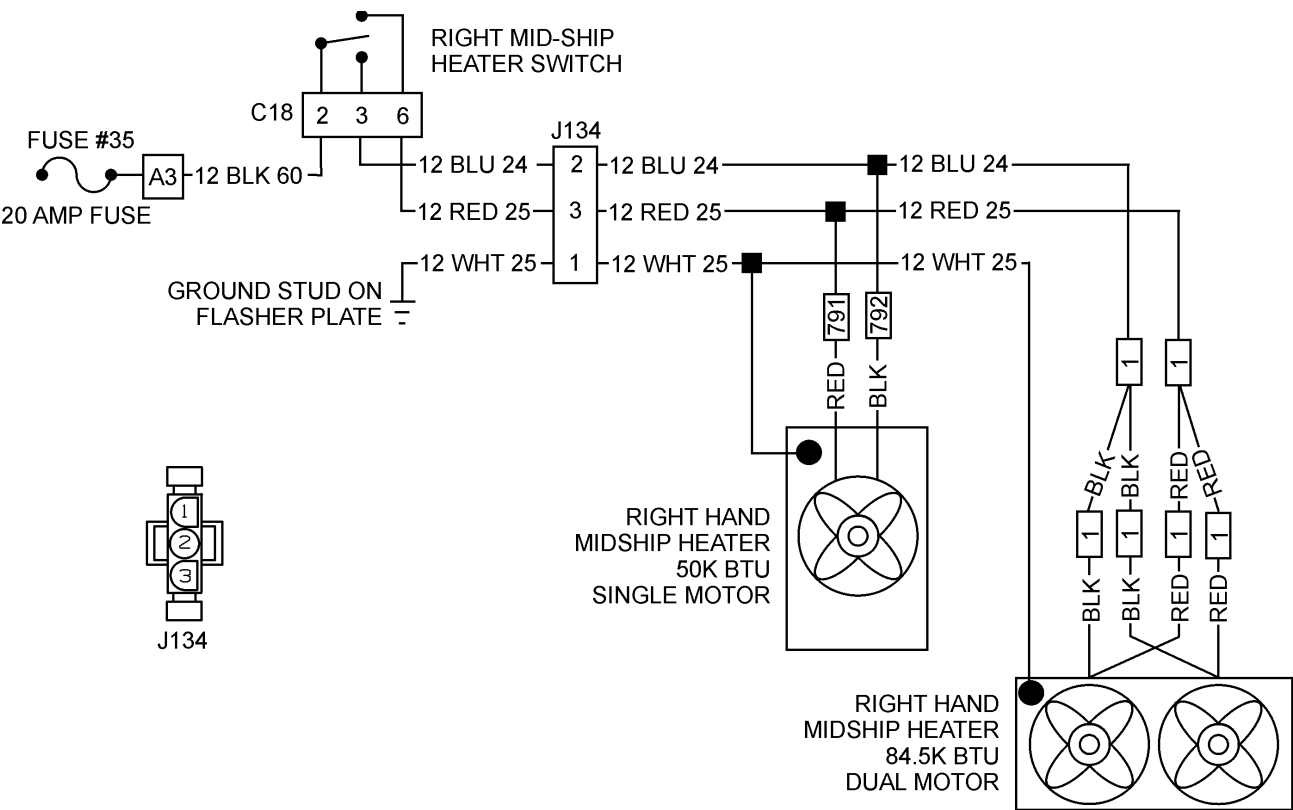 RIGHT MID-SHIP
HEATER SWITCH
C18
2 3 6
FUSE #35
A3
20 AMP FUSE
12 BLK 60
J134
12 BLU 24 2 12 BLU 24 12 BLU 24
12 RED 25 3 12 RED 25 12 RED 25
12 WHT 25 1 12 WHT 25 12 WHT 25
GROUND STUD ON
FLASHER PLATE
791 792
RED BLK
1 1
BLK BLK RED RED
1 1 1 1
BLK BLK RED RED
RIGHT HAND
MIDSHIP HEATER
50K BTU
SINGLE MOTOR
1
2
3
J134
RIGHT HAND
MIDSHIP HEATER
84.5K BTU
DUAL MOTOR